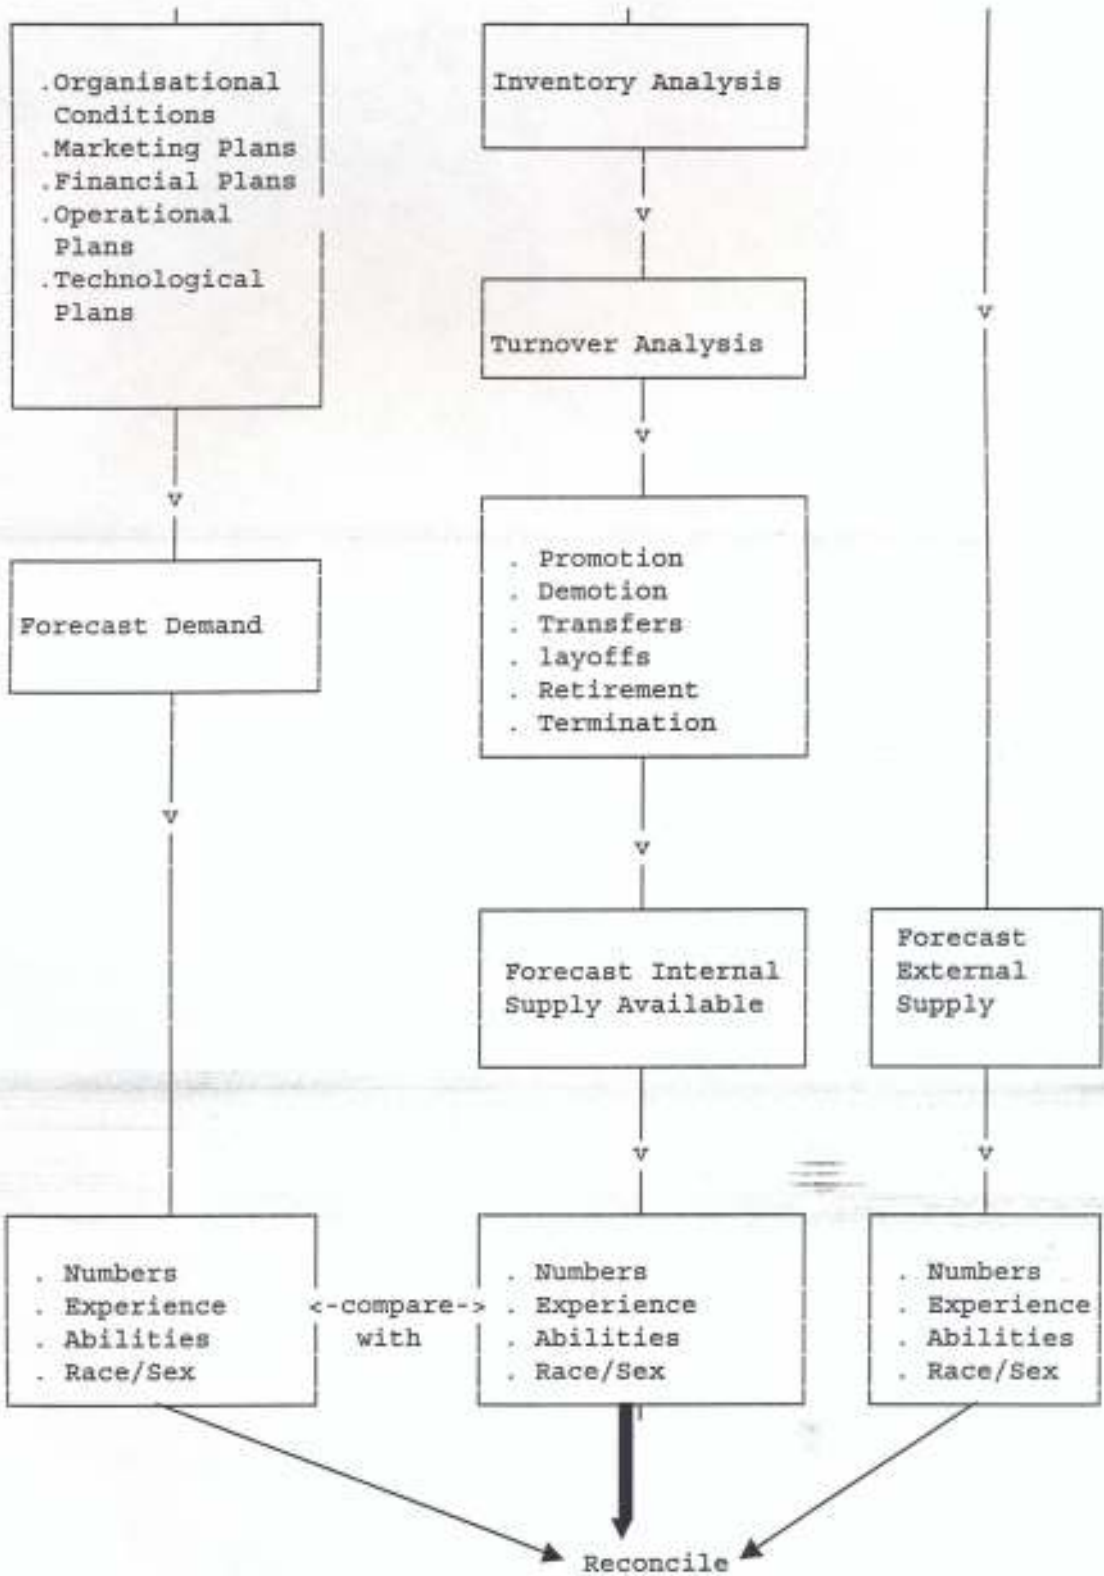 .Organisational
Conditions
.Marketing Plans
.Financial Plans
.Operational
Plans
.Technological
Plans
Inventory Analysis
v
Turnover Analysis
v
v
v
Forecast Demand
. Promotion
. Demotion
. Transfers
. layoffs
. Retirement
. Termination
v
v
Forecast Internal
Supply Available
Forecast
External
Supply
v
v
. Numbers
. Experience
. Abilities
. Race/Sex
<-compare->
with
. Numbers
. Experience
. Abilities
. Race/Sex
. Numbers
. Experience
. Abilities
. Race/Sex
Reconcile